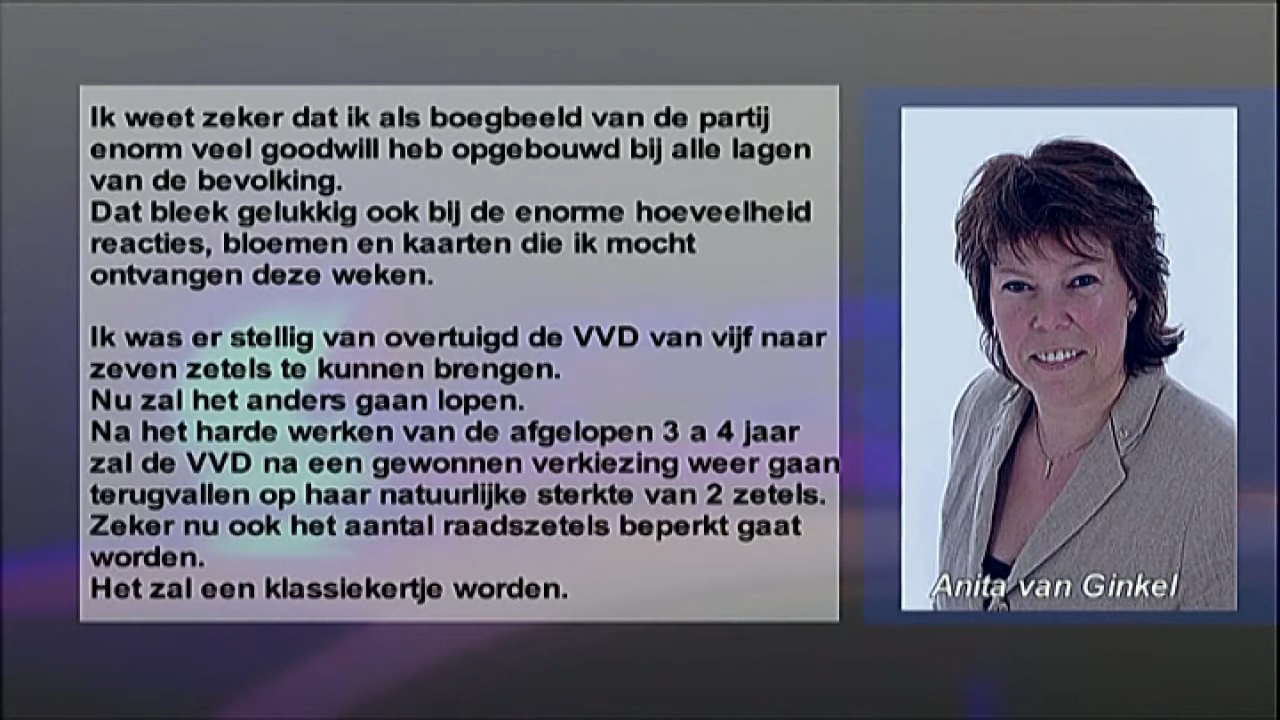 Ik weet zeker dat ik als boegbeeld van de partij
enorm veel goodwill heb opgebouwd bij alle lagen
van de bevolking.
Dat bleek gelukkig ook bij de enorme hoeveelheid
reacties, bloemen en kaarten die ik mocht
ontvangen deze weken.
Ik was er stellig van overtuigd de VVD van vijf naar
zeven zetels te kunnen brengen.
Nu zal het anders gaan lopen.
Na het harde werken van de afgelopen 3 a 4 jaar
zal de VVD na een gewonnen verkiezing weer gaan
terugvallen op haar natuurlijke sterkte van 2 zetels.
Zeker nu ook het aantal raadszetels beperkt gaat
worden.
Het zal een klassiekertje worden.
Anita van Ginkel